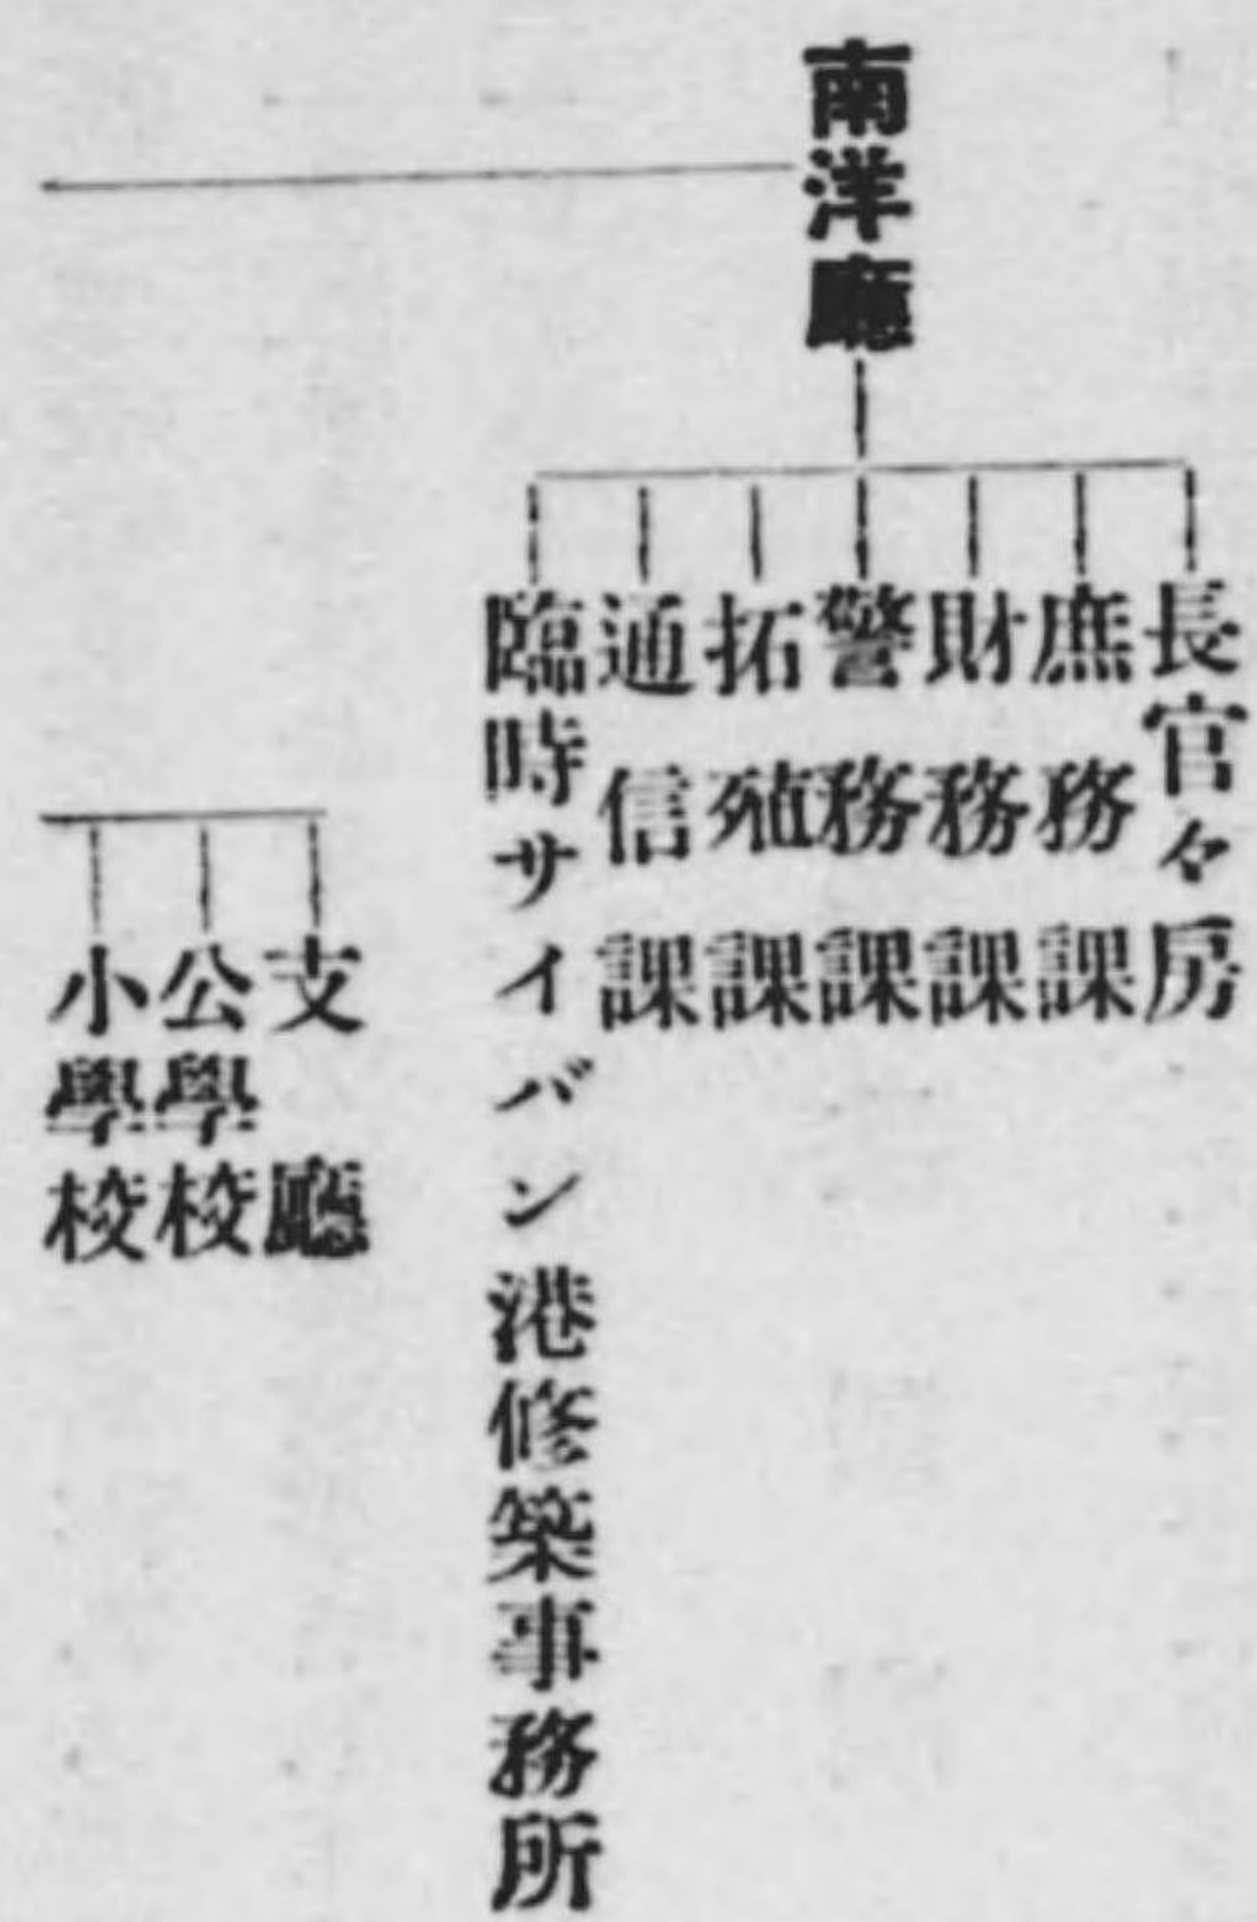 南洋廳
長官々房
庶務課
財務課
警務課
拓殖課
通信課
臨時サイバン港修築事務所
支廳
公學校
小學校